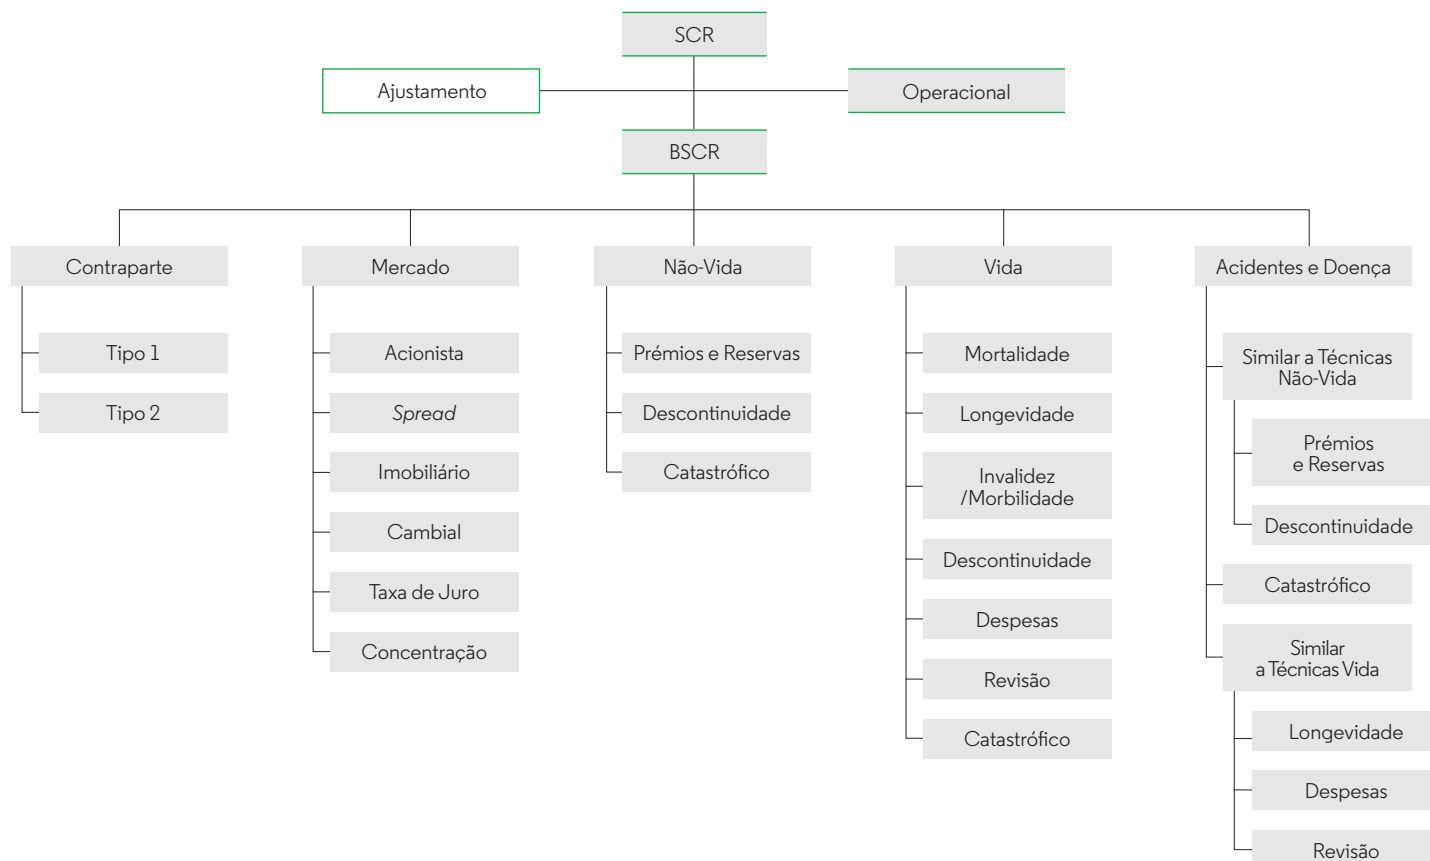 SCR
Ajustamento
Operacional
BSCR
Contraparte
Tipo 1
Tipo 2
Mercado
Acionista
Spread
Imobiliário
Cambial
Taxa de Juro
Concentração
Não-Vida
Prémios e Reservas
Descontinuidade
Catastrófico
Vida
Mortalidade
Longevidade
Invalidez
/Morbilidade
Descontinuidade
Despesas
Revisão
Catastrófico
Acidentes e Doença
Similar a Técnicas
Não-Vida
Prémios
e Reservas
Descontinuidade
Catastrófico
Similar
a Técnicas Vida
Longevidade
Despesas
Revisão